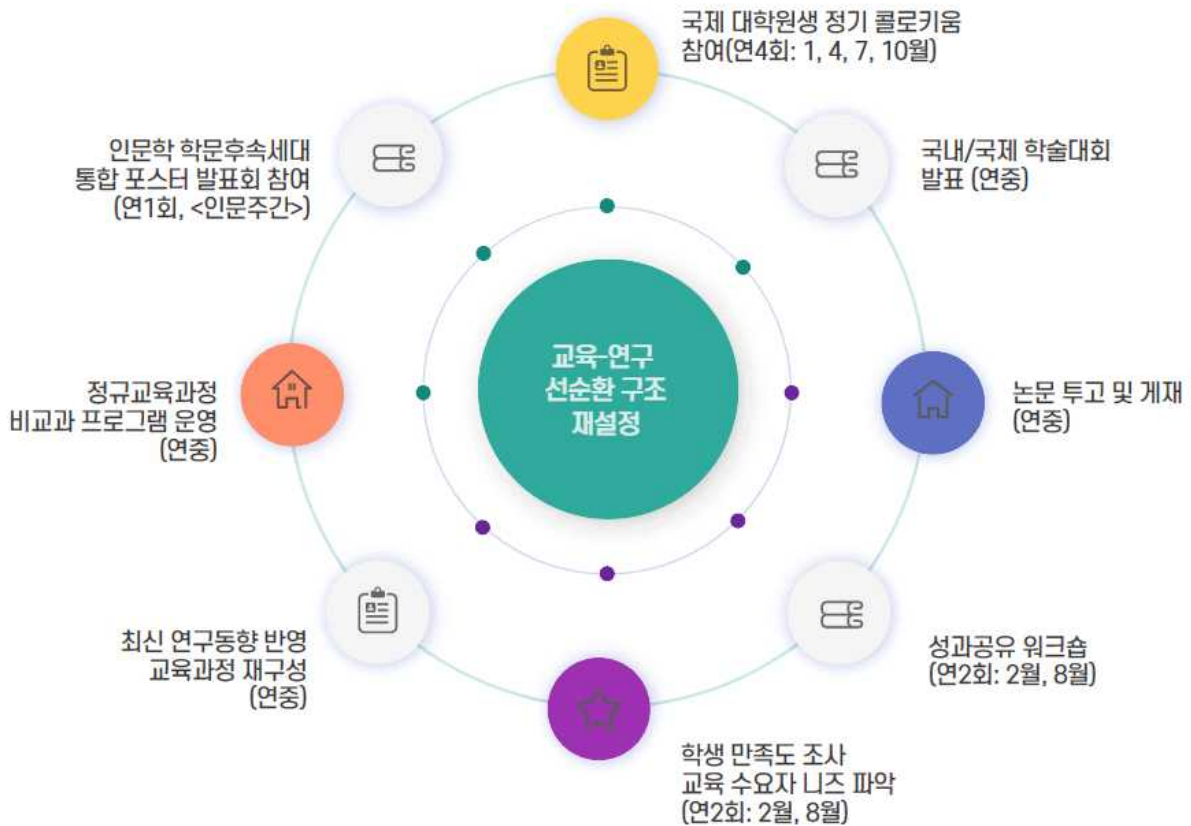 국제 대학원생 정기 콜로키움
참여(연4회: 1, 4, 7, 10월)
국내/국제 학술대회
발표 (연중)
논문 투고 및 게재
(연중)
성과공유 워크숍
(연2회: 2월, 8월)
학생 만족도 조사
교육 수요자 니즈 파악
(연2회: 2월, 8월)
최신 연구동향 반영
교육과정 재구성
(연중)
정규교육과정
비교과 프로그램 운영
(연중)
인문학 학문후속세대
통합 포스터 발표회 참여
(연1회, <인문주간>)
교육-연구
선순환 구조
재설정